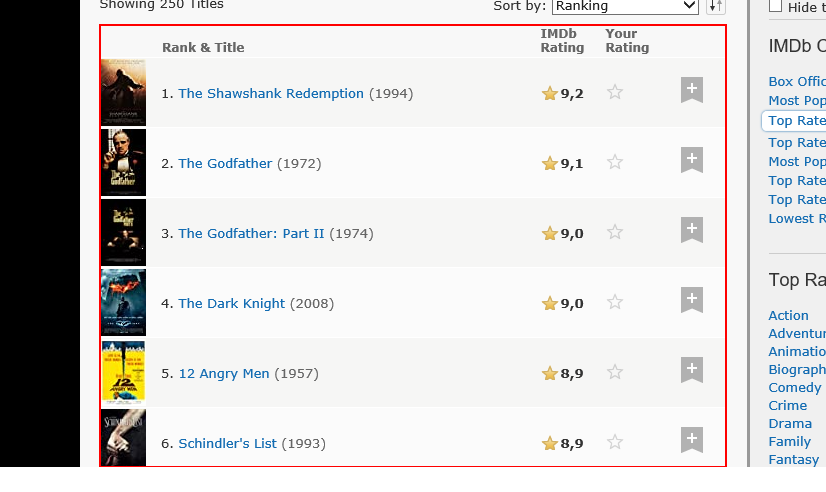 Showing 250 Titles
Sort by: Ranking
Hide t
Rank & Title
IMDb Rating
Your Rating
1. The Shawshank Redemption (1994) 9,2
2. The Godfather (1972) 9,1
3. The Godfather: Part II (1974) 9,0
4. The Dark Knight (2008) 9,0
5. 12 Angry Men (1957) 8,9
6. Schindler's List (1993) 8,9
IMDb C
Box Offic
Most Pop
Top Rate
Top Rate
Most Pop
Top Rate
Top Rate
Lowest R
Top Ra
Action
Adventur
Animatio
Biograph
Comedy
Crime
Drama
Family
Fantasy